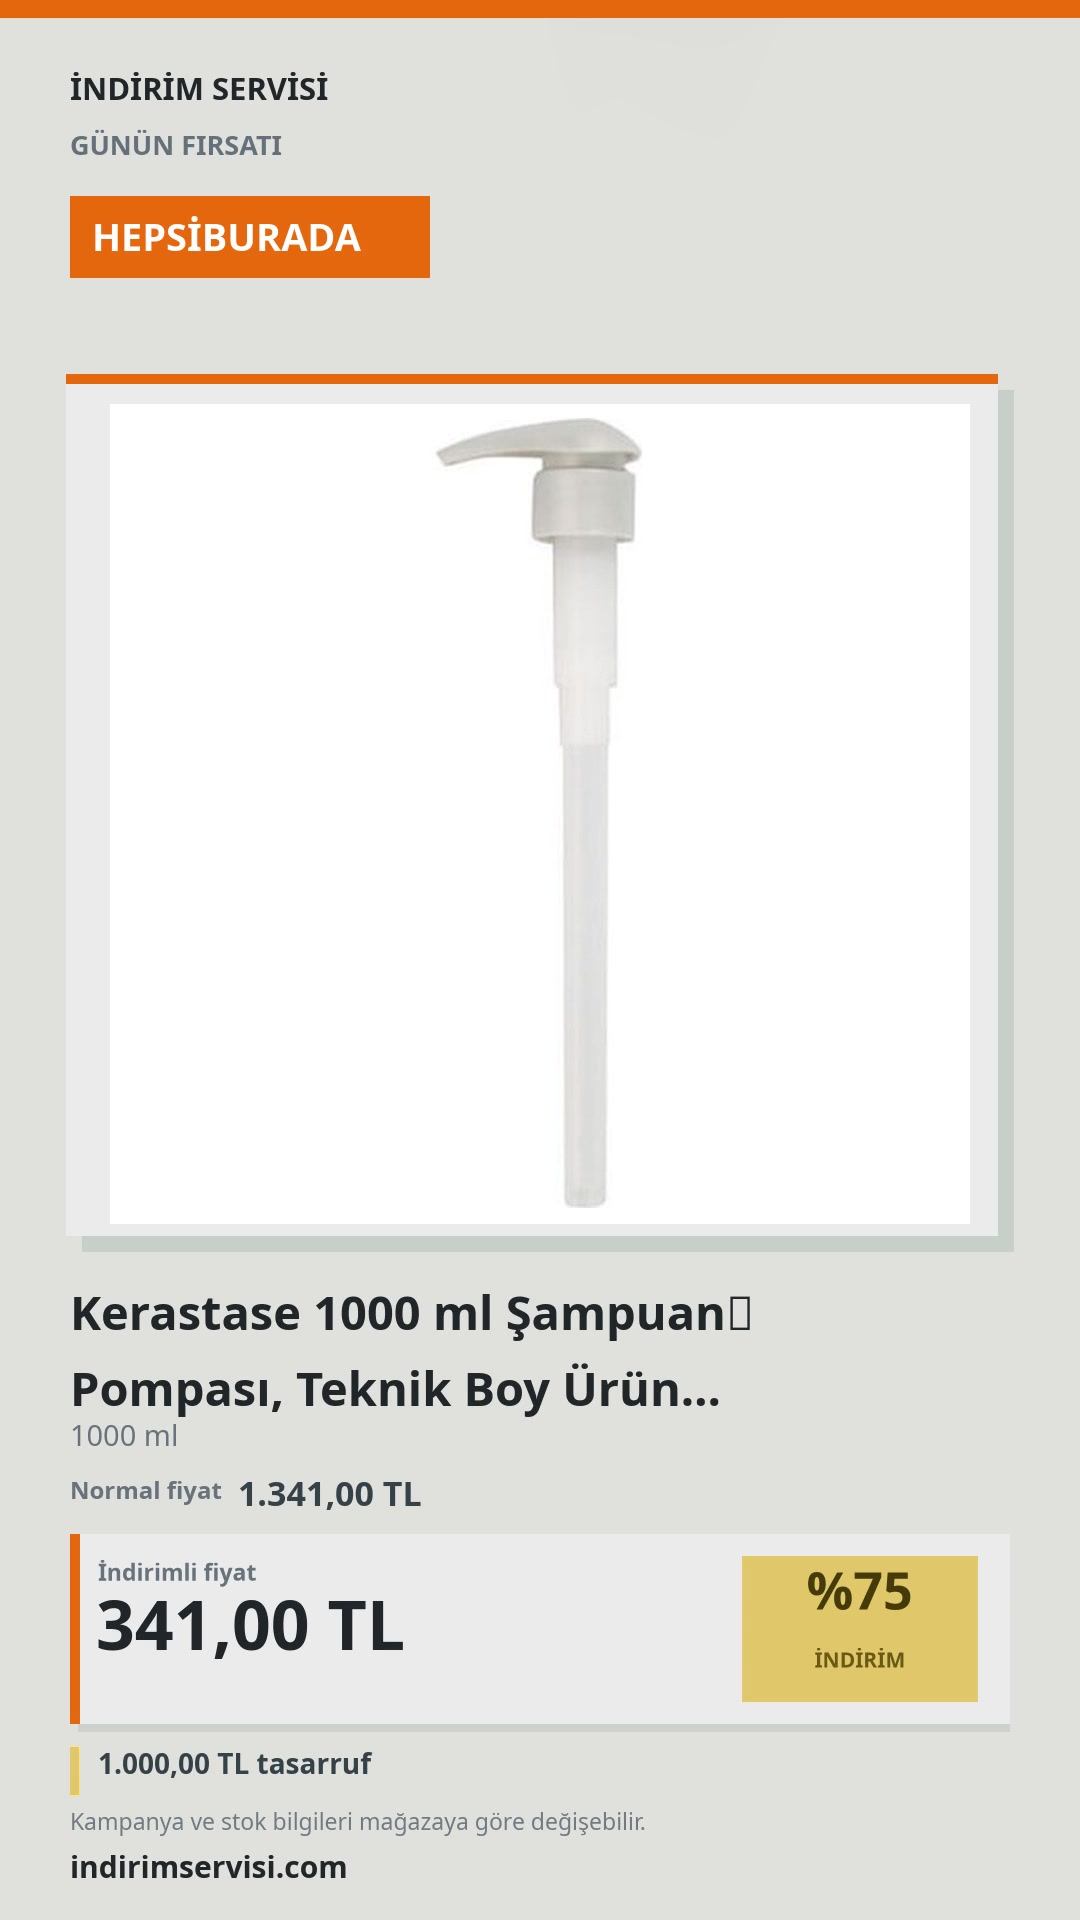 İNDİRİM SERVİSİ
GÜNÜN FIRSATI
HEPSİBURADA
Kerastase 1000 ml Şampuan
Pompası, Teknik Boy Ürün...
1000 ml
Normal fiyat 1.341,00 TL
İndirimli fiyat
341,00 TL
%75
İNDİRİM
1.000,00 TL tasarruf
Kampanya ve stok bilgileri mağazaya göre değişebilir.
indirimservisi.com